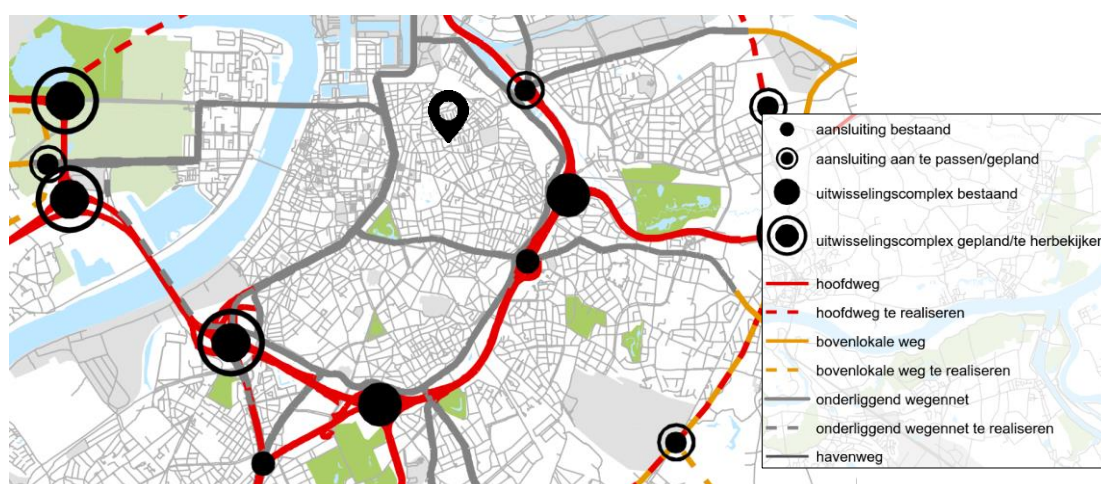 aansluiting bestaand
aansluiting aan te passen/gepland
uitwisselingscomplex bestaand
uitwisselingscomplex gepland/te herbekijken
hoofdweg
hoofdweg te realiseren
bovenlokale weg
bovenlokale weg te realiseren
onderliggend wegennet
onderliggend wegennet te realiseren
havenweg